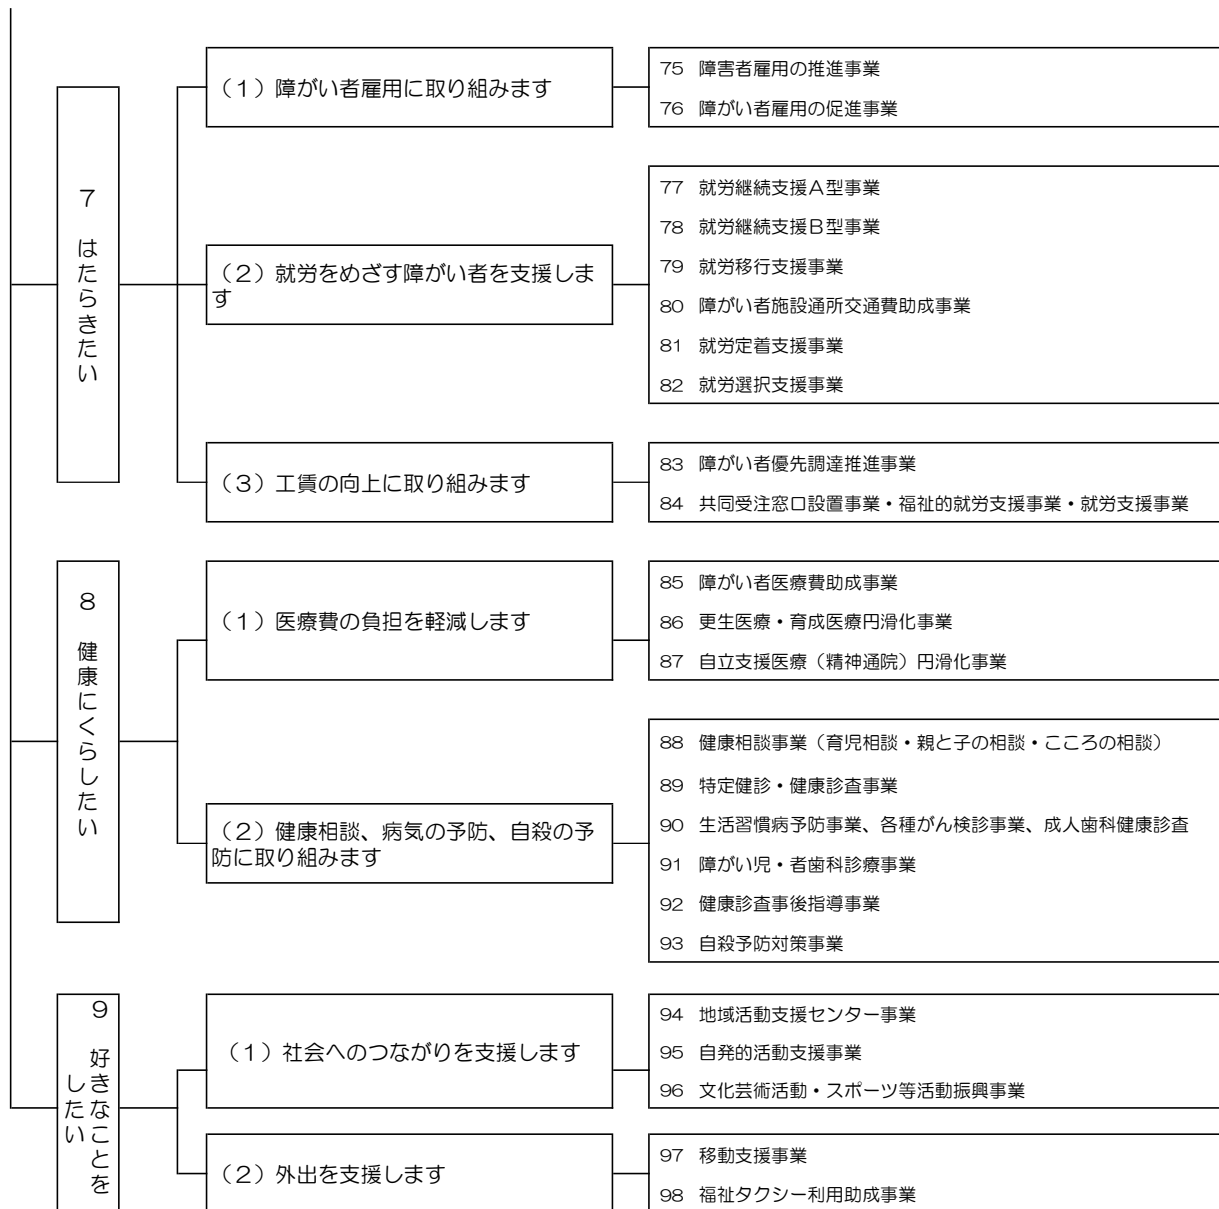 7 はたらきたい
（1）障がい者雇用に取り組みます
75 障害者雇用の推進事業
76 障がい者雇用の促進事業
（2）就労をめざす障がい者を支援しま
す
77 就労継続支援A型事業
78 就労継続支援B型事業
79 就労移行支援事業
80 障がい者施設通所交通費助成事業
81 就労定着支援事業
82 就労選択支援事業
（3）工賃の向上に取り組みます
83 障がい者優先調達推進事業
84 共同受注窓口設置事業・福祉的就労支援事業・就労支援事業
8 健康にくらしたい
（1）医療費の負担を軽減します
85 障がい者医療費助成事業
86 更生医療・育成医療円滑化事業
87 自立支援医療（精神通院）円滑化事業
（2）健康相談、病気の予防、自殺の予
防に取り組みます
88 健康相談事業（育児相談・親と子の相談・こころの相談）
89 特定健診・健康診査事業
90 生活習慣病予防事業、各種がん検診事業、成人歯科健康診査
91 障がい児・者歯科診療事業
92 健康診査事後指導事業
93 自殺予防対策事業
9 好きなことを
したい
（1）社会へのつながりを支援します
94 地域活動支援センター事業
95 自発的活動支援事業
96 文化芸術活動・スポーツ等活動振興事業
（2）外出を支援します
97 移動支援事業
98 福祉タクシー利用助成事業